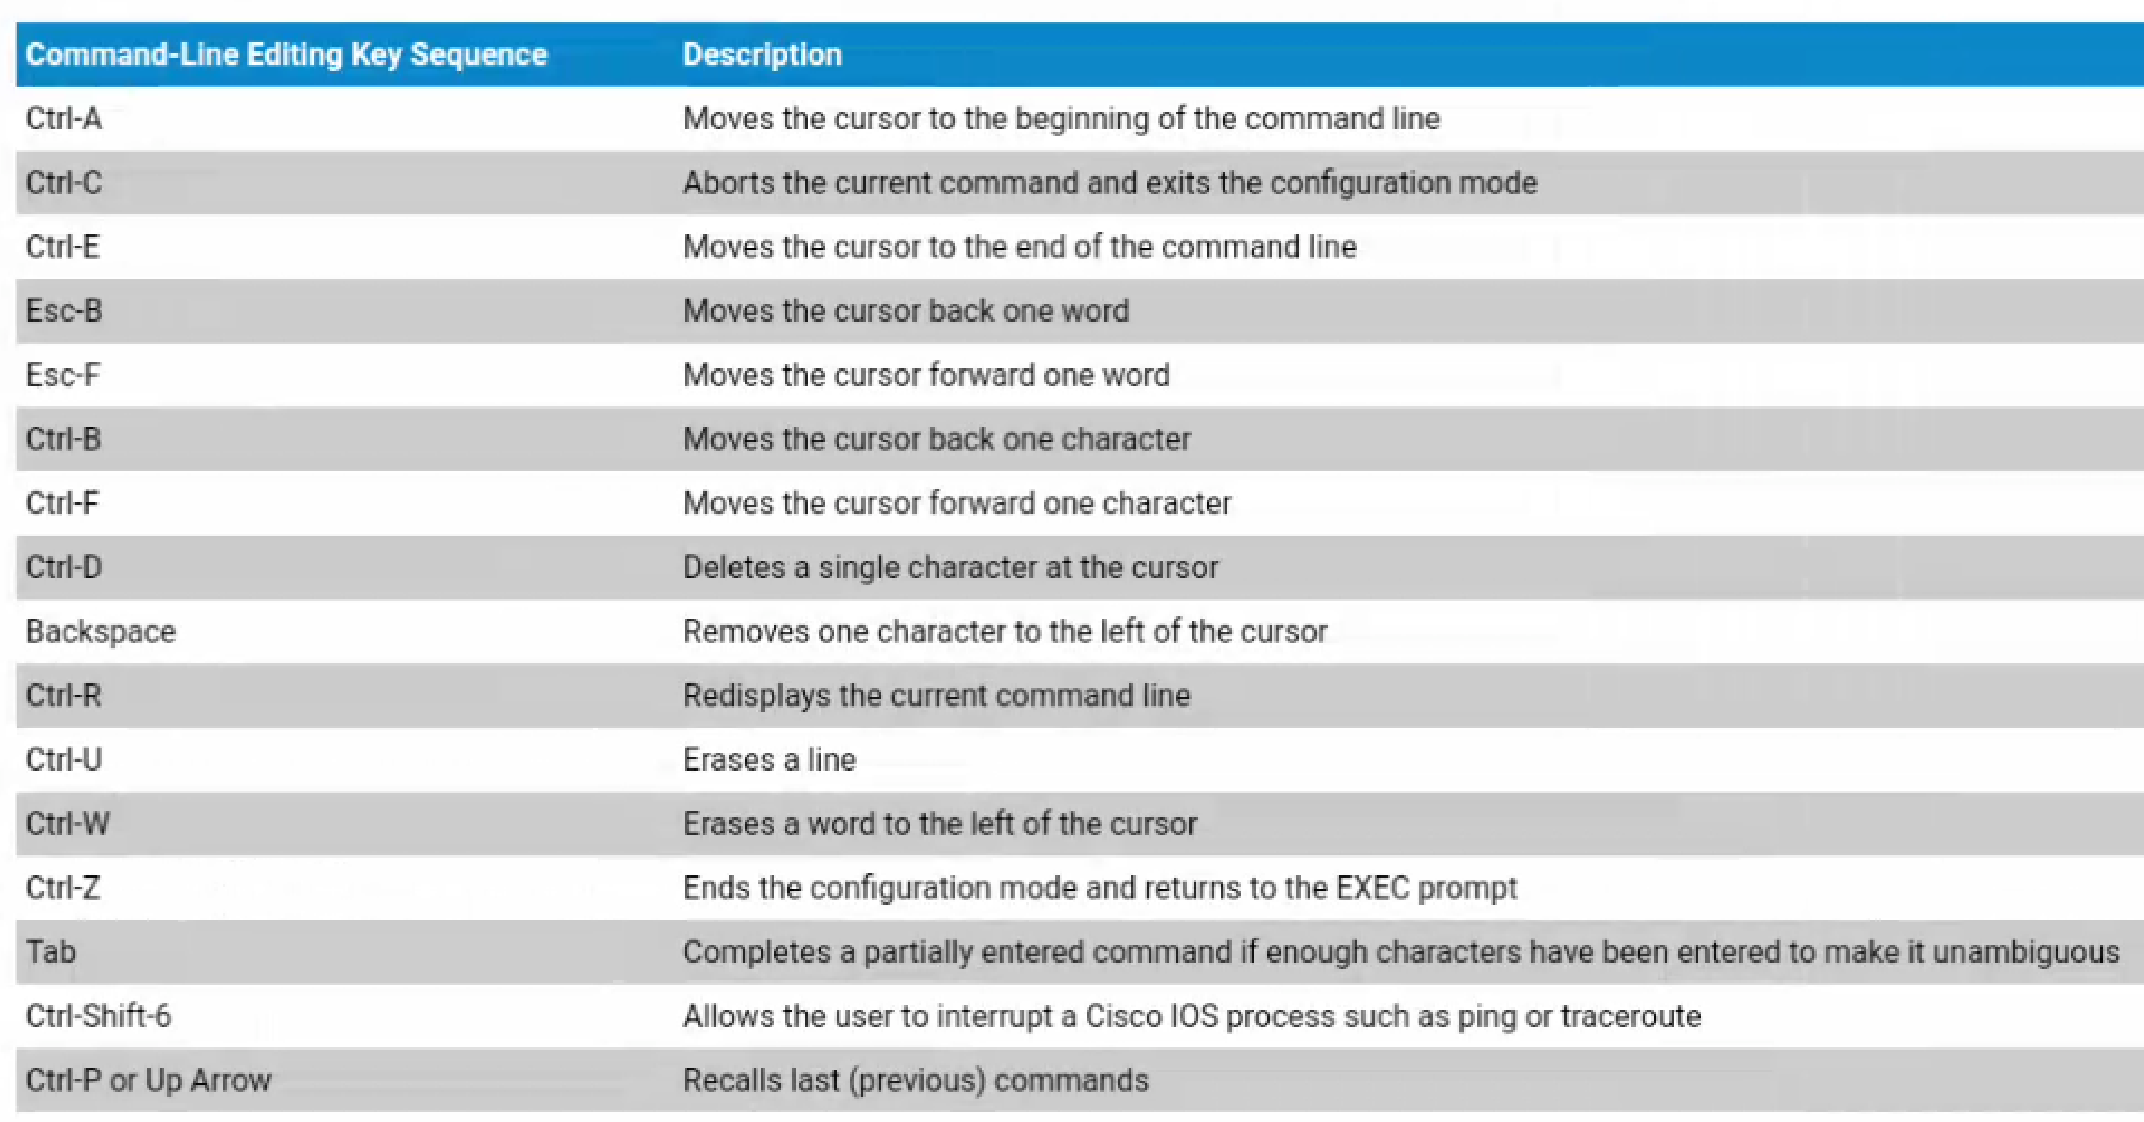 Command-Line Editing Key Sequence Description
Ctrl-A Moves the cursor to the beginning of the command line
Ctrl-C Aborts the current command and exits the configuration mode
Ctrl-E Moves the cursor to the end of the command line
Esc-B Moves the cursor back one word
Esc-F Moves the cursor forward one word
Ctrl-B Moves the cursor back one character
Ctrl-F Moves the cursor forward one character
Ctrl-D Deletes a single character at the cursor
Backspace Removes one character to the left of the cursor
Ctrl-R Redisplays the current command line
Ctrl-U Erases a line
Ctrl-W Erases a word to the left of the cursor
Ctrl-Z Ends the configuration mode and returns to the EXEC prompt
Tab Completes a partially entered command if enough characters have been entered to make it unambiguous
Ctrl-Shift-6 Allows the user to interrupt a Cisco IOS process such as ping or traceroute
Ctrl-P or Up Arrow Recalls last (previous) commands